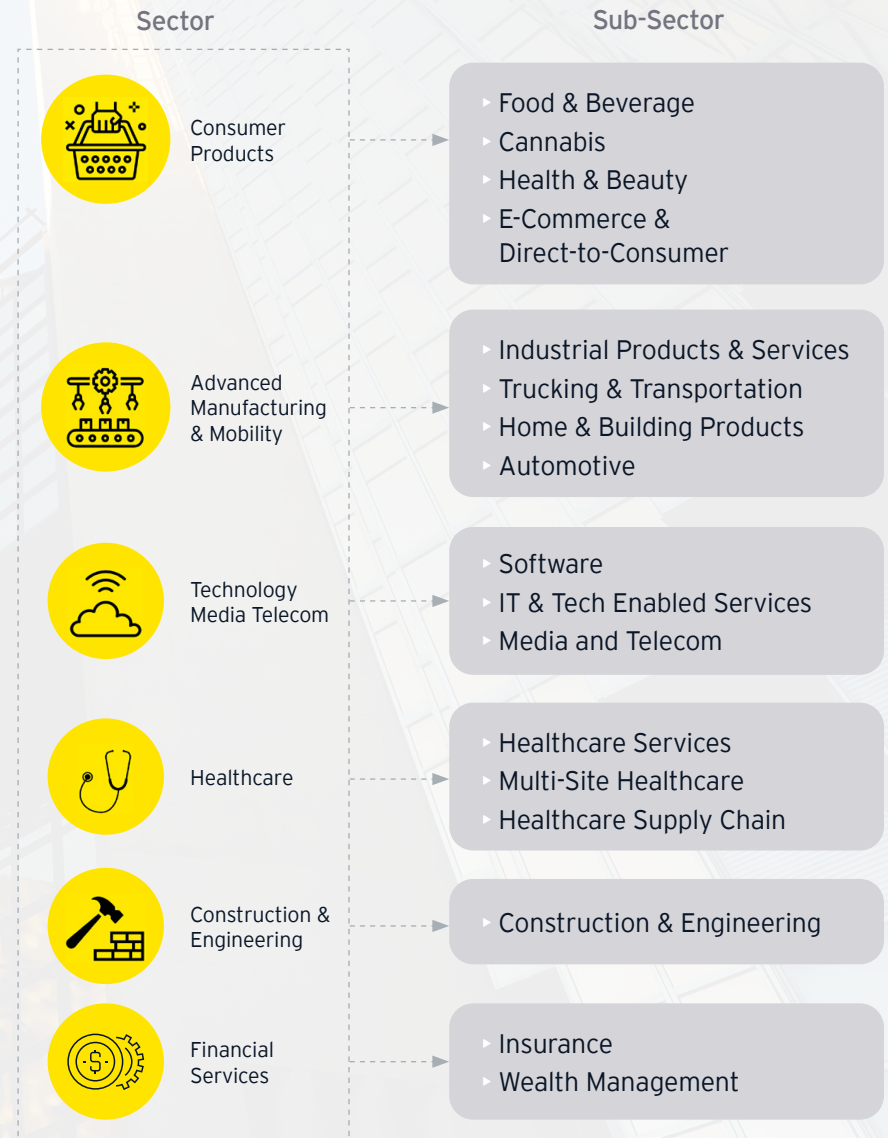 Sector
Sub-Sector
Consumer
Products
Food & Beverage
Cannabis
Health & Beauty
E-Commerce &
Direct-to-Consumer
Advanced
Manufacturing
& Mobility
Industrial Products & Services
Trucking & Transportation
Home & Building Products
Automotive
Technology
Media Telecom
Software
IT & Tech Enabled Services
Media and Telecom
Healthcare
Healthcare Services
Multi-Site Healthcare
Healthcare Supply Chain
Construction &
Engineering
Construction & Engineering
$
Financial
Services
Insurance
Wealth Management